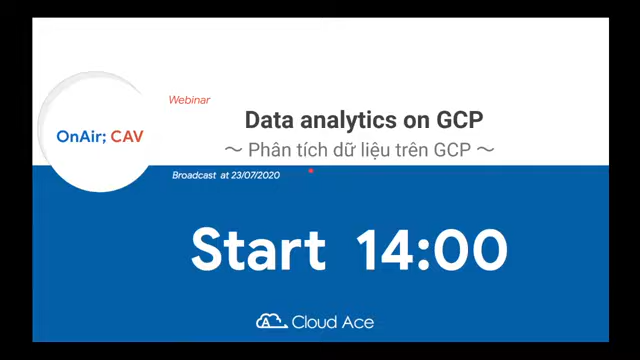 Webinar
OnAir; CAV
Data analytics on GCP
～ Phân tích dữ liệu trên GCP ～
Broadcast at 23/07/2020
Start 14:00
Cloud Ace